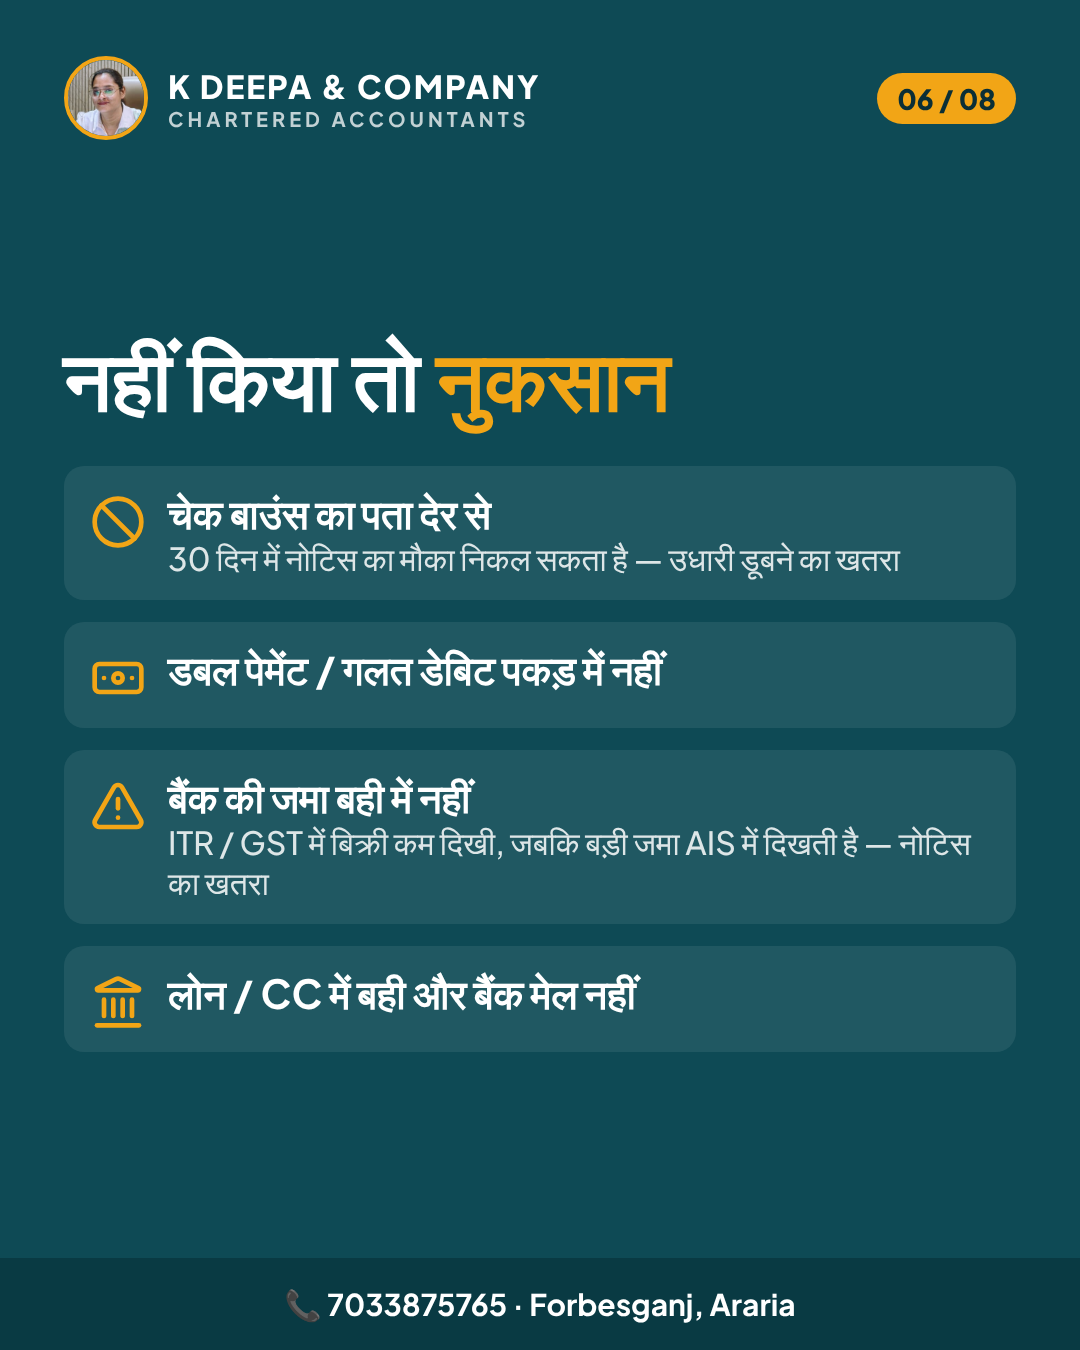 K DEEPA & COMPANY
CHARTERED ACCOUNTANTS
06 / 08
नहीं किया तो नुकसान
चेक बाउंस का पता देर से
30 दिन में नोटिस का मौका निकल सकता है — उधारी डूबने का खतरा
डबल पेमेंट / गलत डेबिट पकड़ में नहीं
बैंक की जमा बही में नहीं
ITR / GST में बिक्री कम दिखी, जबकि बड़ी जमा AIS में दिखती है — नोटिस
का खतरा
लोन / CC में बही और बैंक मेल नहीं
7033875765 · Forbesganj, Araria